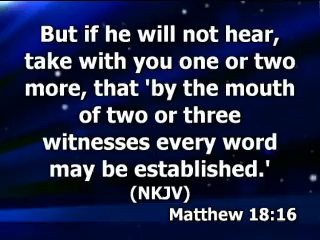 But if he will not hear,
take with you one or two
more, that 'by the mouth
of two or three
witnesses every word
may be established.'
(NKJV)
Matthew 18:16